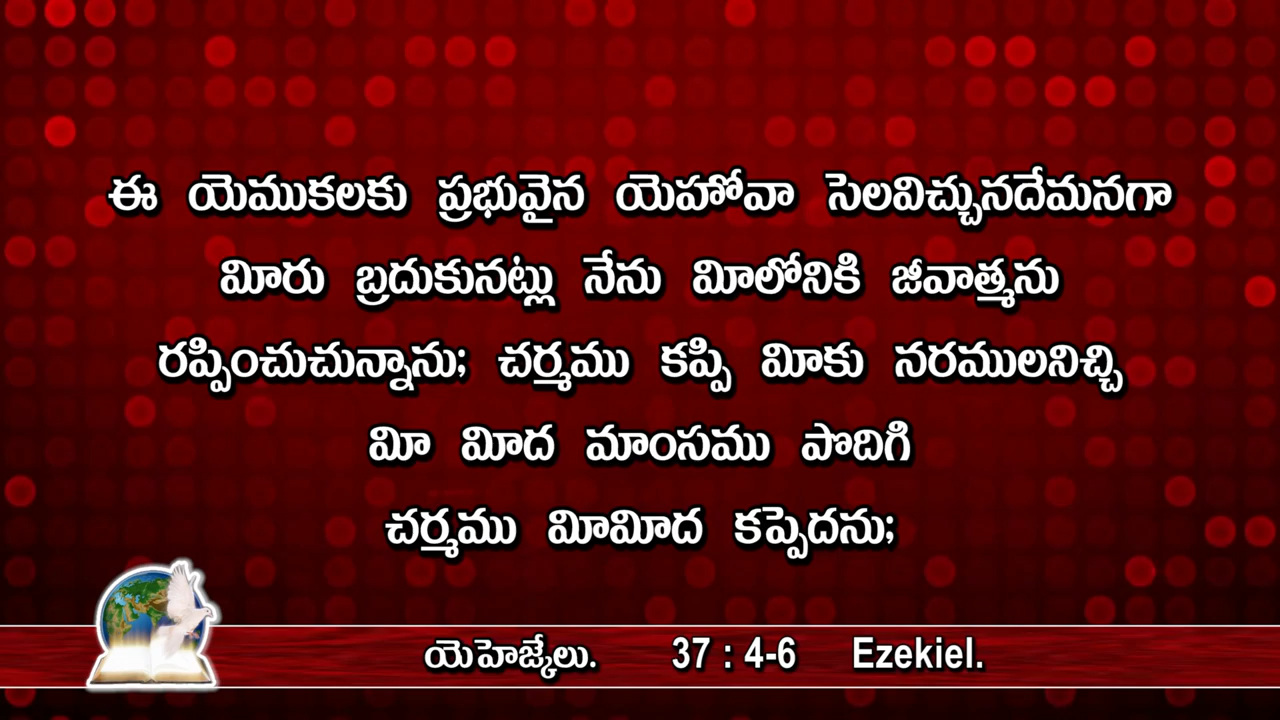 ఈ యెముకలకు ప్రభువైన యెహోవా సెలవిచ్చునదేమనగా
మీరు బ్రదుకునట్లు నేను మీలోనికి జీవాత్మను
రప్పించుచున్నాను; చర్మము కప్పి మీకు నరములనిచ్చి
మీ మీద మాంసము పొదిగి
చర్మము మీమీద కప్పెదను;
యెహెజ్కేలు. 37 : 4-6 Ezekiel.